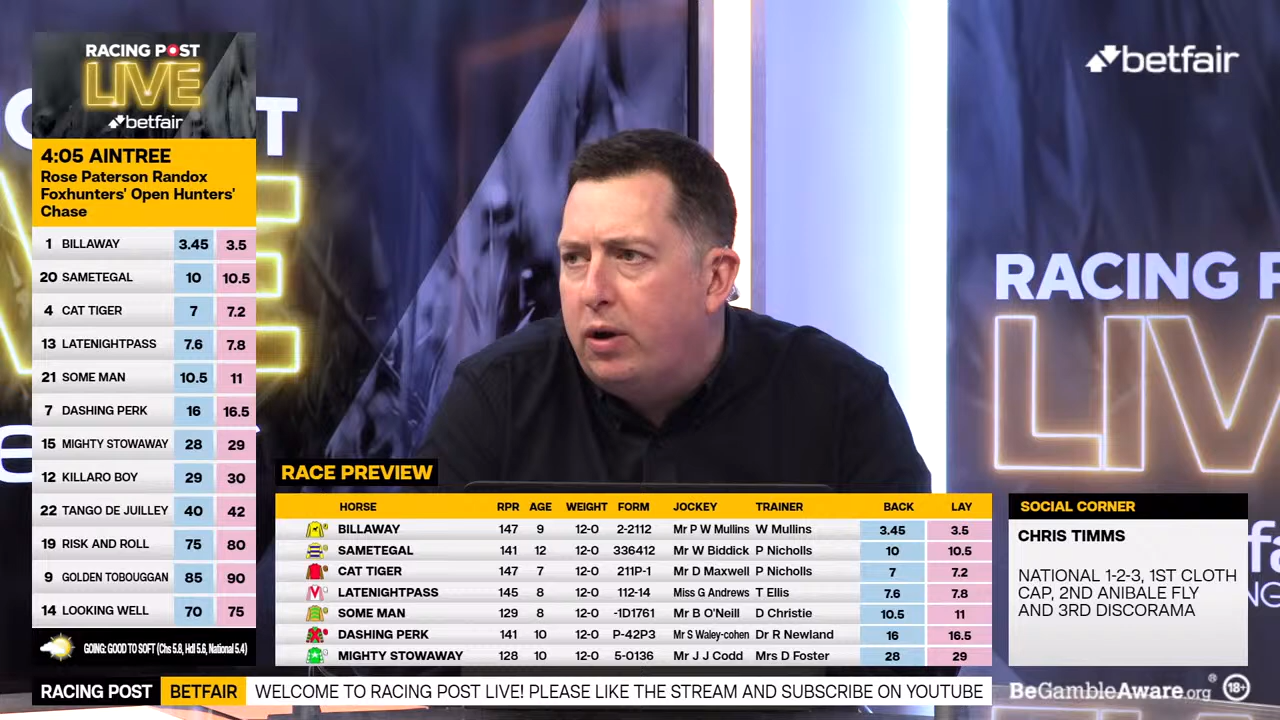 RACING POST
LIVE
betfair
4:05 AINTREE
Rose Paterson Randox
Foxhunters' Open Hunters'
Chase
1 BILLAWAY 3.45 3.5
20 SAMETEGAL 10 10.5
4 CAT TIGER 7 7.2
13 LATENIGHTPASS 7.6 7.8
21 SOME MAN 10.5 11
7 DASHING PERK 16 16.5
15 MIGHTY STOWAWAY 28 29
12 KILLARO BOY 29 30
22 TANGO DE JUILLEY 40 42
19 RISK AND ROLL 75 80
9 GOLDEN TOBOUGGAN 85 90
14 LOOKING WELL 70 75
GOING: GOOD TO SOFT (Chs 5.8, Hdl 5.6, National 5.4)
betfair
RACING P
LIV
RACE PREVIEW
HORSE RPR AGE WEIGHT FORM JOCKEY TRAINER BACK LAY
BILLAWAY 147 9 12-0 2-2112 Mr P W Mullins W Mullins 3.45 3.5
SAMETEGAL 141 12 12-0 336412 Mr W Biddick P Nicholls 10 10.5
CAT TIGER 147 7 12-0 211P-1 Mr D Maxwell P Nicholls 7 7.2
LATENIGHTPASS 145 8 12-0 112-14 Miss G Andrews T Ellis 7.6 7.8
SOME MAN 129 8 12-0 -1D1761 Mr B O'Neill D Christie 10.5 11
DASHING PERK 141 10 12-0 P-42P3 Mr S Waley-cohen Dr R Newland 16 16.5
MIGHTY STOWAWAY 128 10 12-0 5-0136 Mr J J Codd Mrs D Foster 28 29
SOCIAL CORNER
CHRIS TIMMS
NATIONAL 1-2-3, 1ST CLOTH
CAP, 2ND ANIBALE FLY
AND 3RD DISCORAMA
RACING POST BETFAIR WELCOME TO RACING POST LIVE! PLEASE LIKE THE STREAM AND SUBSCRIBE ON YOUTUBE
BeGambleAware.org® 18+